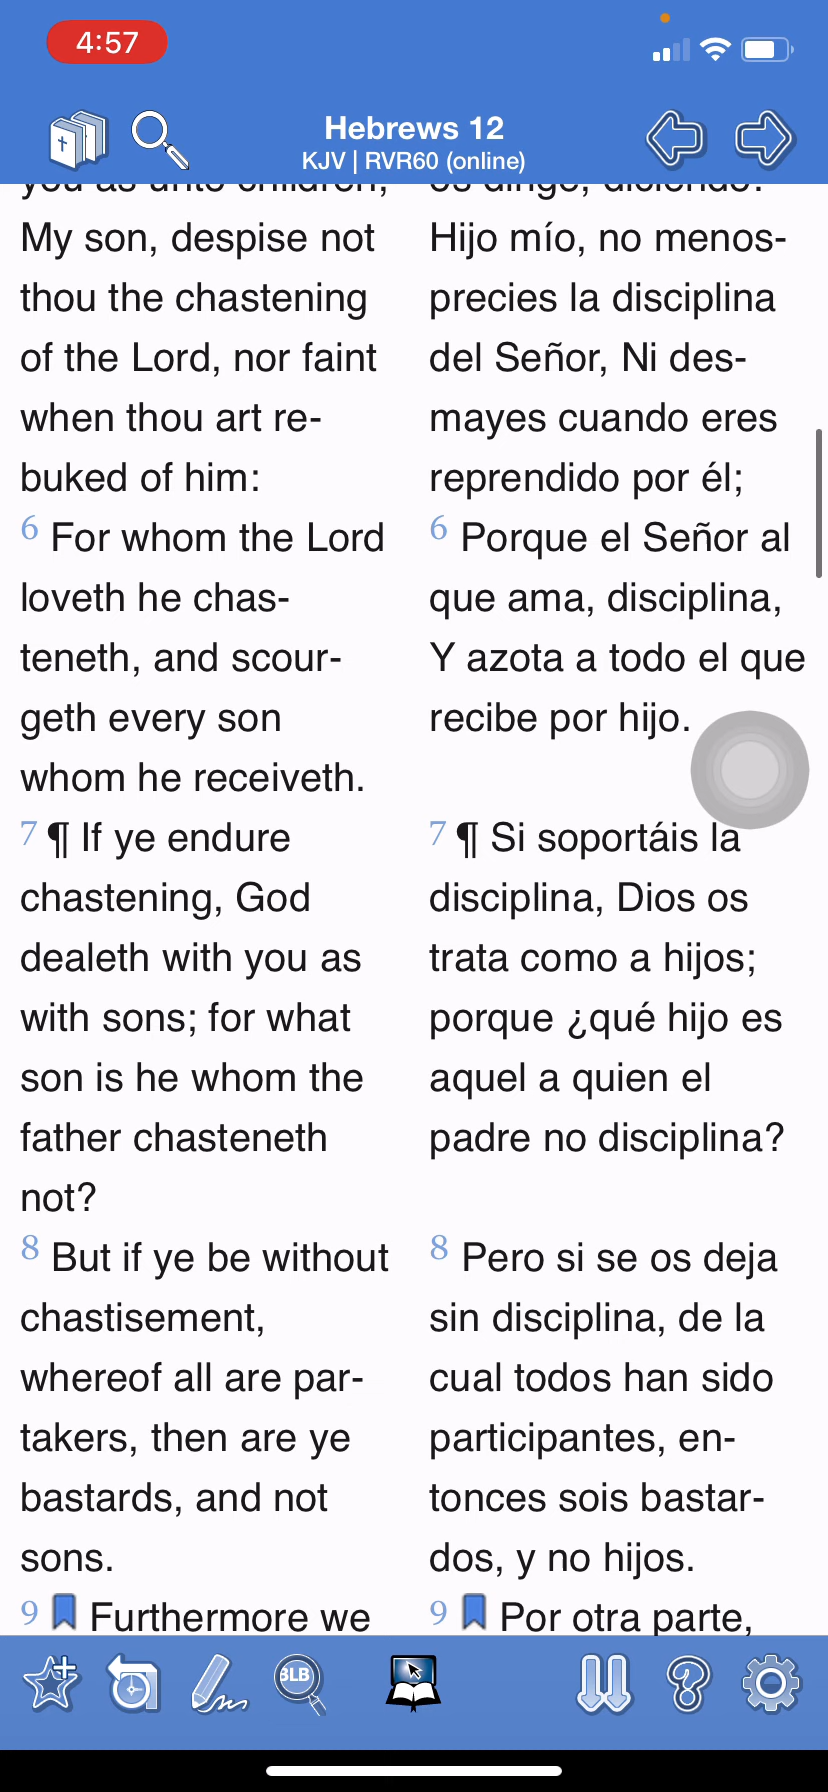 4:57
Hebrews 12
KJV | RVR60 (online)
you as unto children,
My son, despise not
thou the chastening
of the Lord, nor faint
when thou art re-
buked of him:
6 For whom the Lord
loveth he chas-
teneth, and scour-
geth every son
whom he receiveth.
7 ¶ If ye endure
chastening, God
dealeth with you as
with sons; for what
son is he whom the
father chasteneth
not?
8 But if ye be without
chastisement,
whereof all are par-
takers, then are ye
bastards, and not
sons.
9 Furthermore we
os dirige, diciendo:
Hijo mío, no menos-
precies la disciplina
del Señor, Ni des-
mayes cuando eres
reprendido por él;
6 Porque el Señor al
que ama, disciplina,
Y azota a todo el que
recibe por hijo.
7 ¶ Si soportáis la
disciplina, Dios os
trata como a hijos;
porque ¿qué hijo es
aquel a quien el
padre no disciplina?
8 Pero si se os deja
sin disciplina, de la
cual todos han sido
participantes, en-
tonces sois bastar-
dos, y no hijos.
9 Por otra parte,
BLB